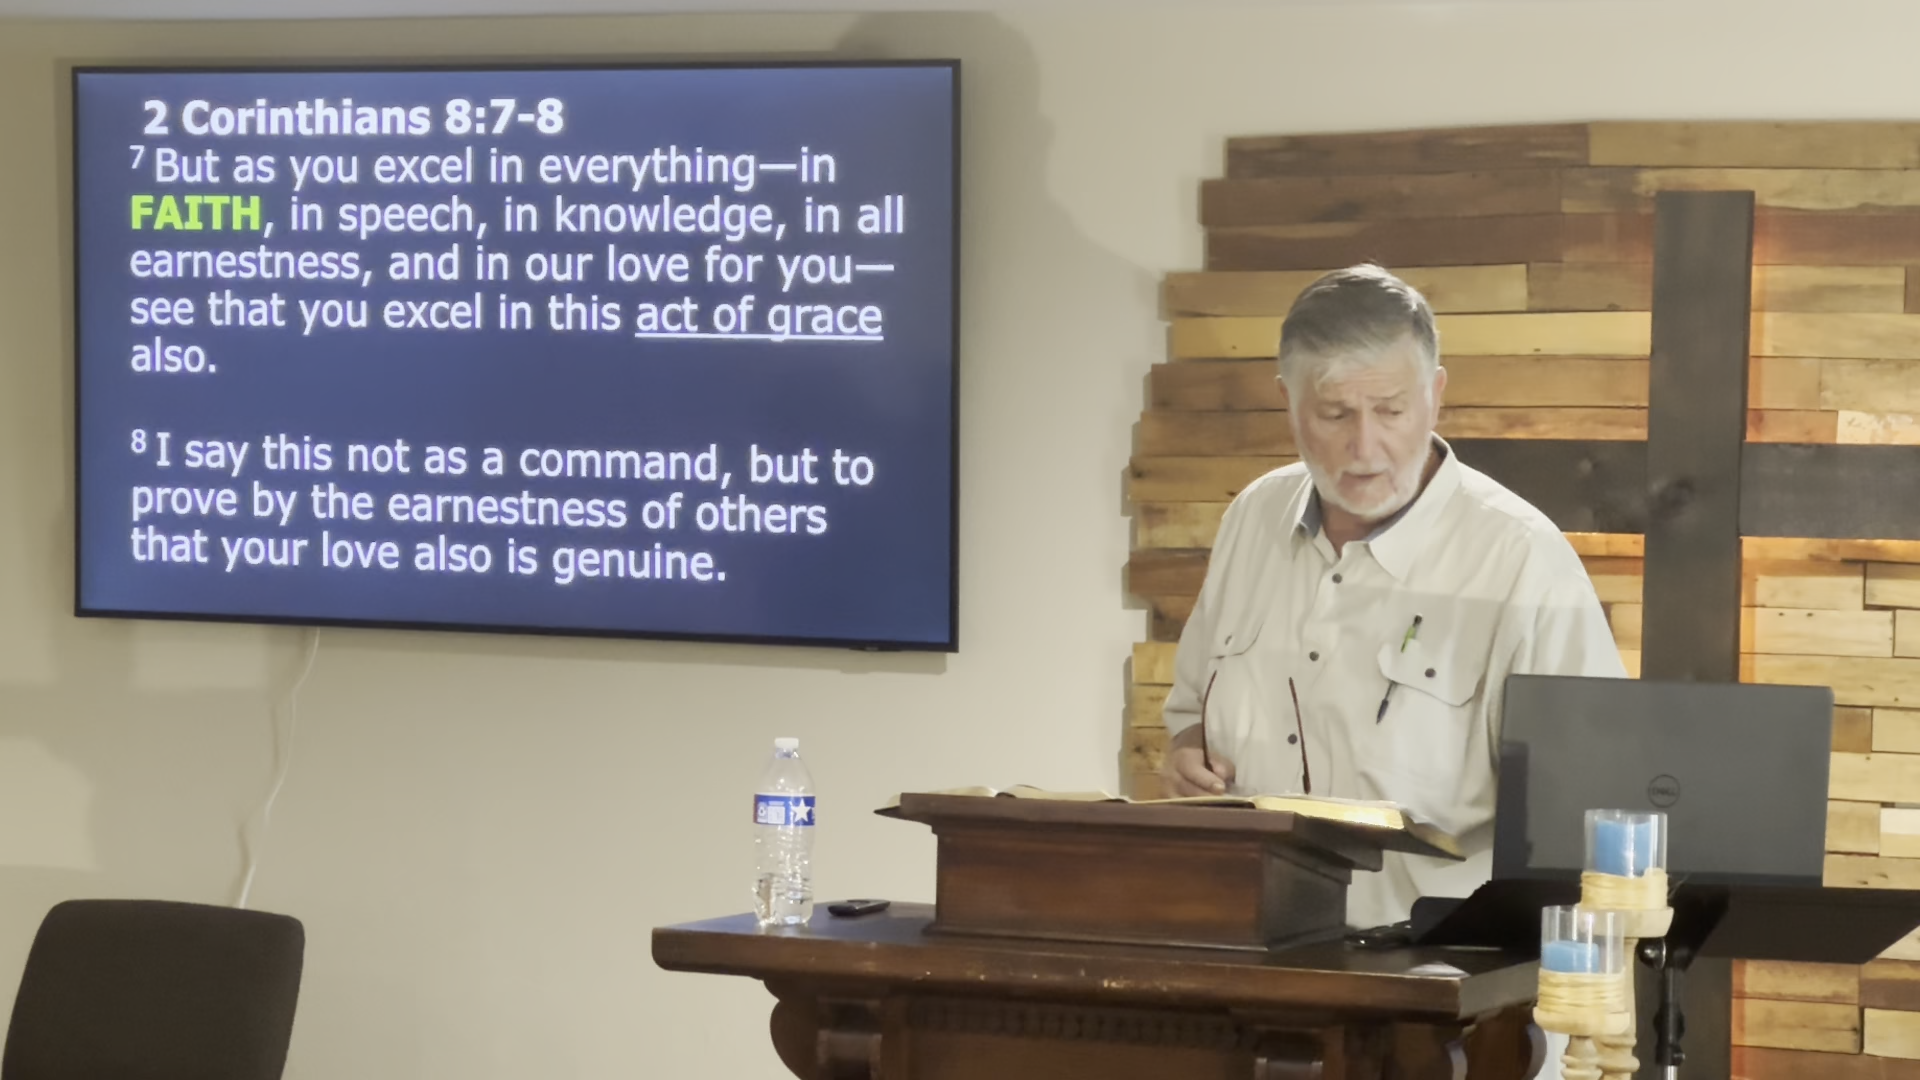 2 Corinthians 8:7-8
7 But as you excel in everything—in
FAITH, in speech, in knowledge, in all
earnestness, and in our love for you—
see that you excel in this act of grace
also.
8 I say this not as a command, but to
prove by the earnestness of others
that your love also is genuine.
DELL